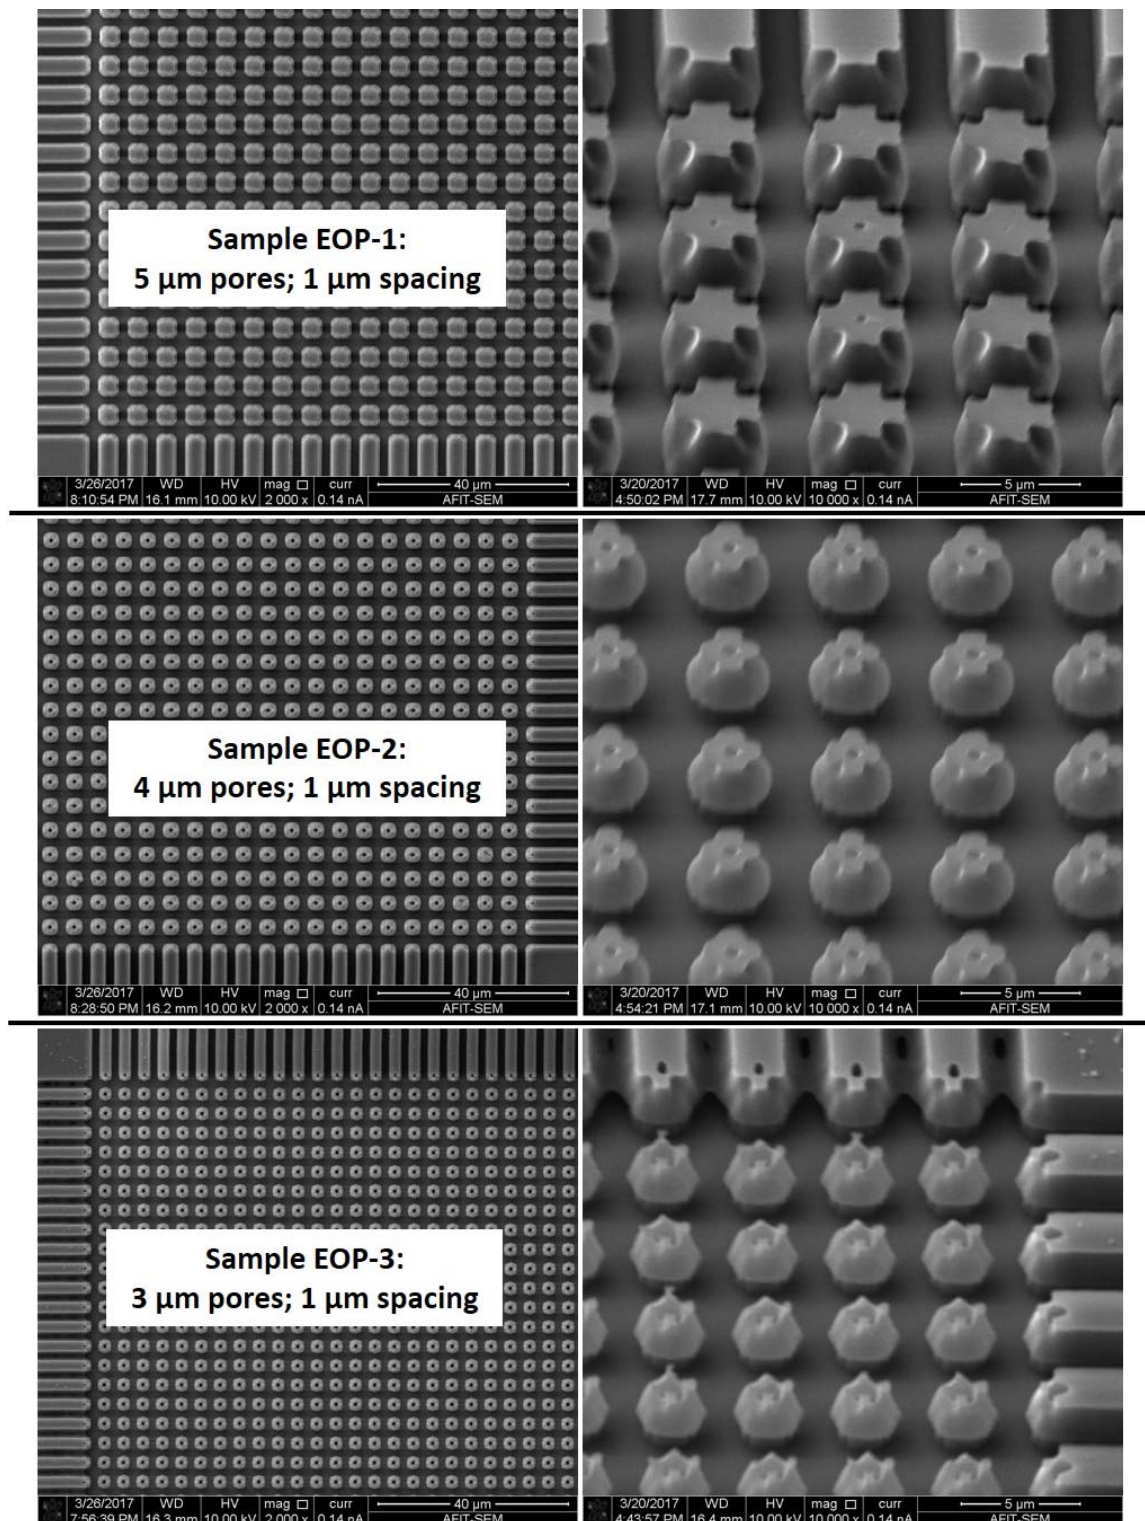 Sample EOP-1:
5 µm pores; 1 µm spacing
3/26/2017 WD HV mag curr 40 µm
8:10:54 PM 16.1 mm 10.00 kV 2 000 x 0.14 nA AFIT-SEM
3/20/2017 WD HV mag curr 5 µm
4:50:02 PM 17.7 mm 10.00 kV 10 000 x 0.14 nA AFIT-SEM
Sample EOP-2:
4 µm pores; 1 µm spacing
3/26/2017 WD HV mag curr 40 µm
8:28:50 PM 16.2 mm 10.00 kV 2 000 x 0.14 nA AFIT-SEM
3/20/2017 WD HV mag curr 5 µm
4:54:21 PM 17.1 mm 10.00 kV 10 000 x 0.14 nA AFIT-SEM
Sample EOP-3:
3 µm pores; 1 µm spacing
3/26/2017 WD HV mag curr 40 µm
7:56:39 PM 16.3 mm 10.00 kV 2 000 x 0.14 nA AFIT-SEM
3/20/2017 WD HV mag curr 5 µm
4:43:57 PM 16.4 mm 10.00 kV 10 000 x 0.14 nA AFIT-SEM